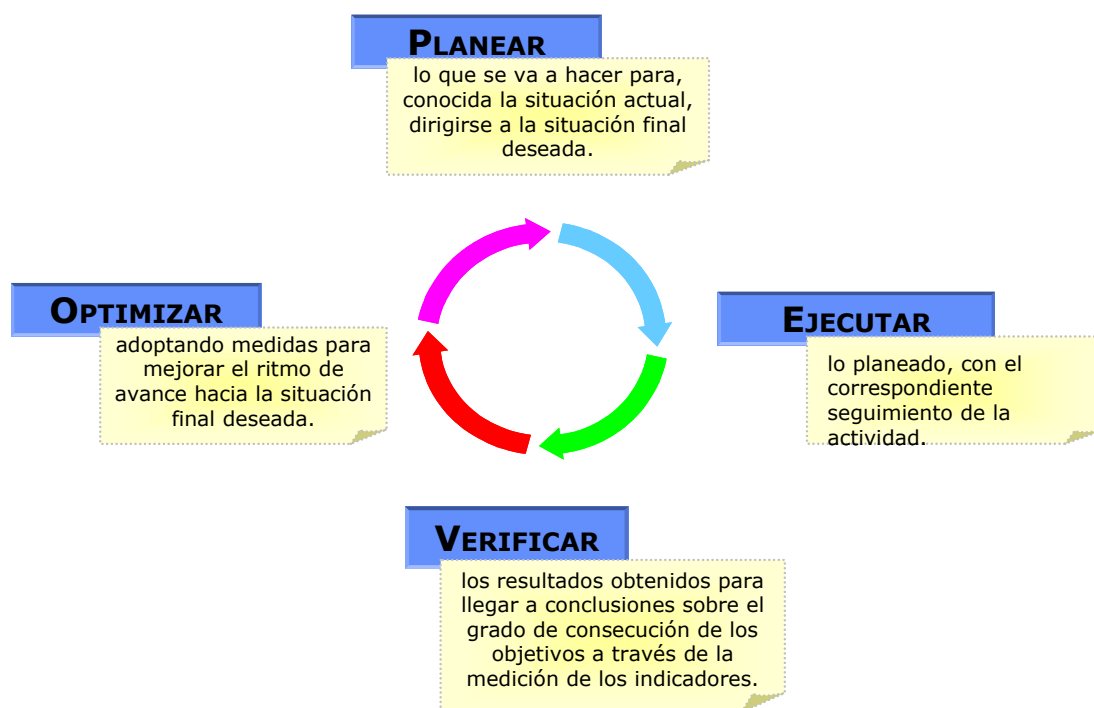 PLANEAR
lo que se va a hacer para,
conocida la situación actual,
dirigirse a la situación final
deseada.
OPTIMIZAR
adoptando medidas para
mejorar el ritmo de
avance hacia la situación
final deseada.
EJECUTAR
lo planeado, con el
correspondiente
seguimiento de la
actividad.
VERIFICAR
los resultados obtenidos para
llegar a conclusiones sobre el
grado de consecución de los
objetivos a través de la
medición de los indicadores.